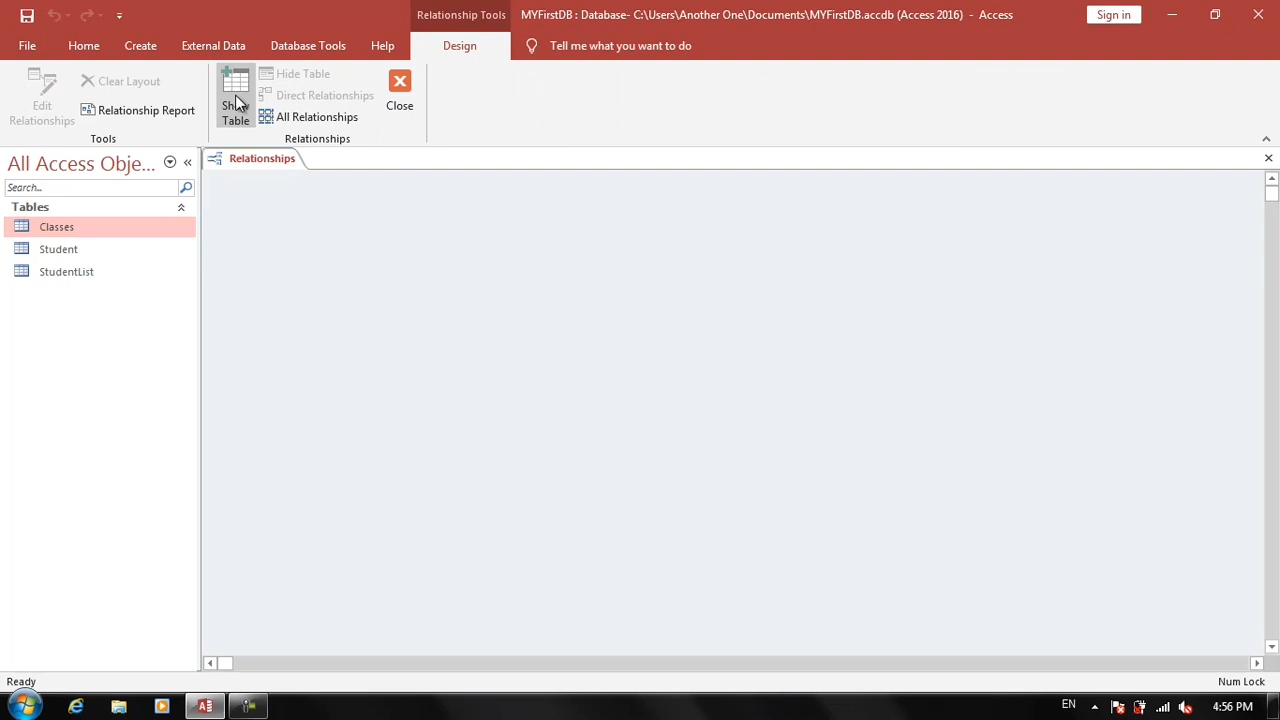 Relationship Tools
MYFirstDB : Database- C:\Users\Another One\Documents\MYFirstDB.accdb (Access 2016) - Access
Sign in
File
Home
Create
External Data
Database Tools
Help
Design
Tell me what you want to do
Edit
Relationships
Clear Layout
Relationship Report
Tools
Show
Table
Hide Table
Direct Relationships
All Relationships
Relationships
Close
All Access Obje...
Search...
Tables
Classes
Student
StudentList
Relationships
Ready
Num Lock
EN
4:56 PM